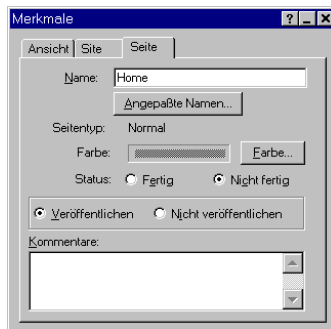 Merkmale
Ansicht Site Seite
Name: Home
Angepaßte Namen...
Seitentyp: Normal
Farbe: Farbe...
Status: Fertig Nicht fertig
Veröffentlichen Nicht veröffentlichen
Kommentare: